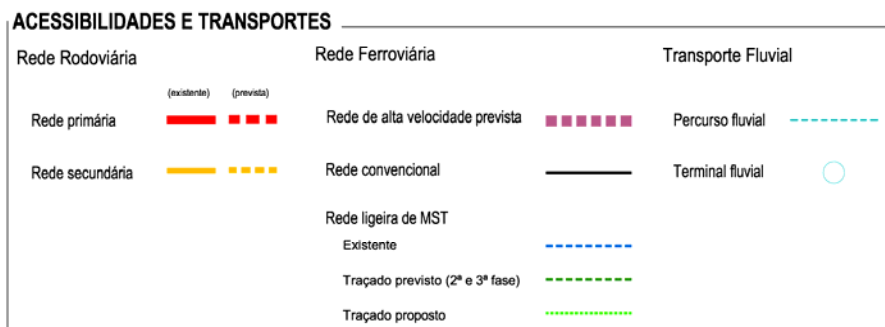 ACESSIBILIDADES E TRANSPORTES
Rede Rodoviária
(existente) (prevista)
Rede primária
Rede secundária
Rede Ferroviária
Rede de alta velocidade prevista
Rede convencional
Rede ligeira de MST
Existente
Traçado previsto (2ª e 3ª fase)
Traçado proposto
Transporte Fluvial
Percurso fluvial
Terminal fluvial